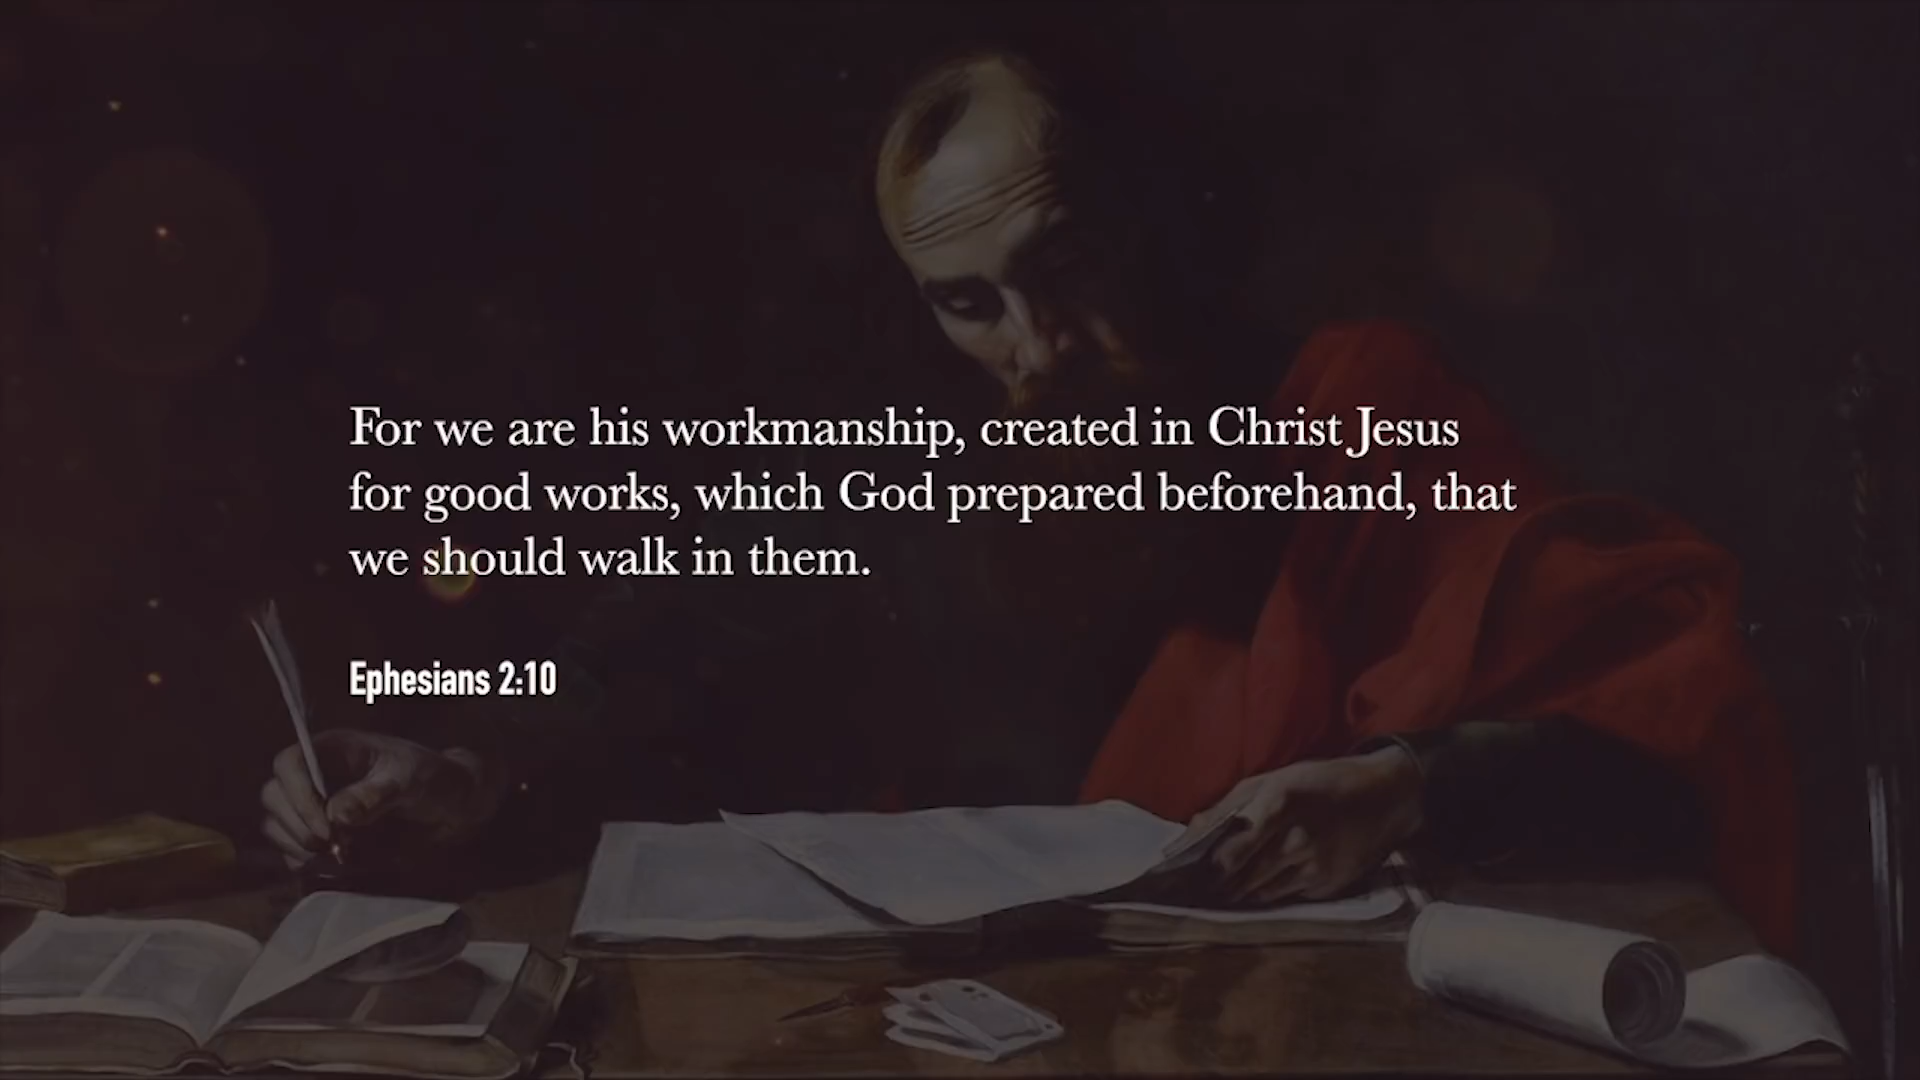 For we are his workmanship, created in Christ Jesus
for good works, which God prepared beforehand, that
we should walk in them.
Ephesians 2:10